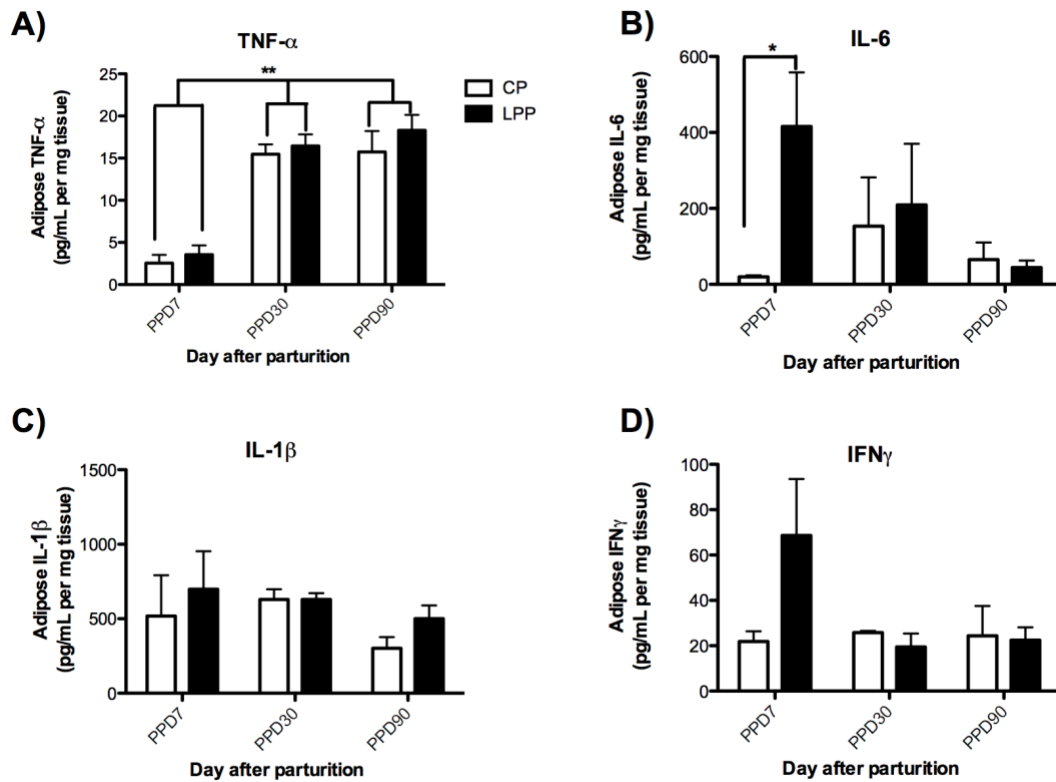 A)
TNF-α
**
CP
LPP
Adipose TNF-α
(pg/mL per mg tissue)
25
20
15
10
5
0
PPD7
PPD30
PPD90
Day after parturition
B)
IL-6
*
Adipose IL-6
(pg/mL per mg tissue)
600
400
200
0
PPD7
PPD30
PPD90
Day after parturition
C)
IL-1β
Adipose IL-1β
(pg/mL per mg tissue)
1500
1000
500
0
PPD7
PPD30
PPD90
Day after parturition
D)
IFNγ
Adipose IFNγ
(pg/mL per mg tissue)
100
80
60
40
20
0
PPD7
PPD30
PPD90
Day after parturition